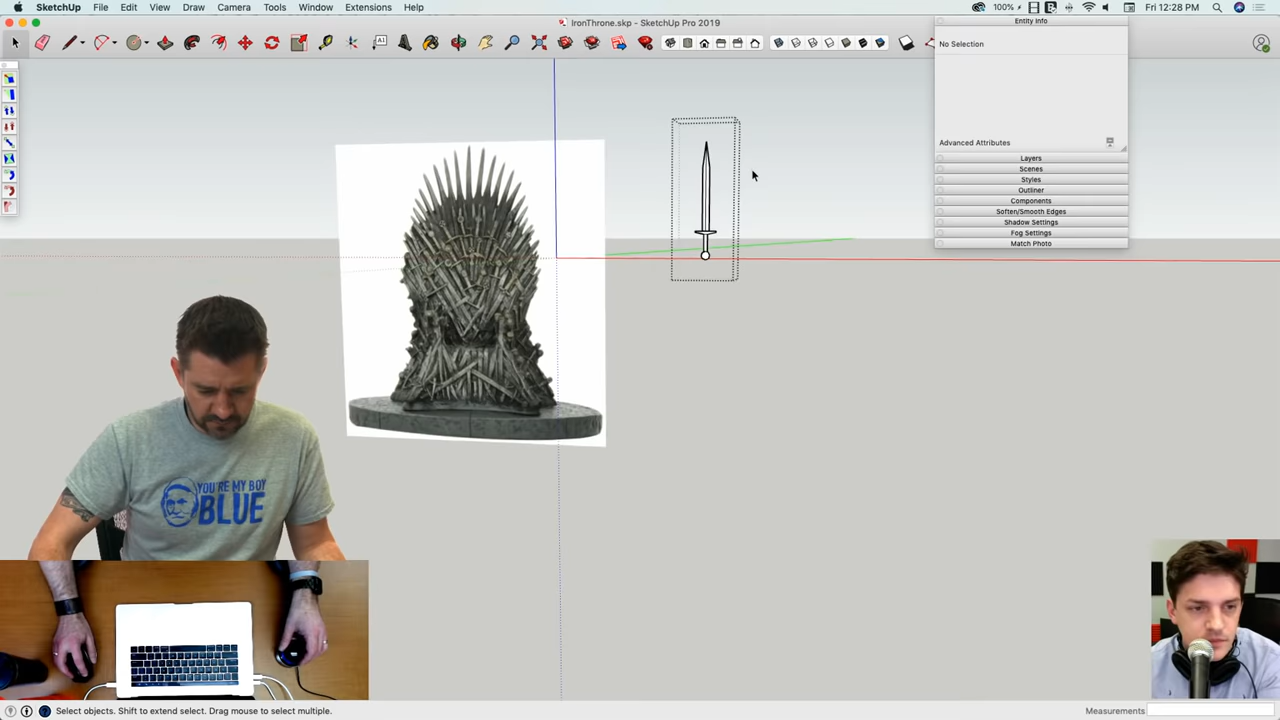 SketchUp File Edit View Draw Camera Tools Window Extensions Help 100% Fri 12:28 PM
IronThrone.skp - SketchUp Pro 2019
Entity Info
No Selection
Advanced Attributes
Layers
Scenes
Styles
Outliner
Components
Soften/Smooth Edges
Shadow Settings
Fog Settings
Match Photo
YOU'RE MY BOY
BLUE
Select objects. Shift to extend select. Drag mouse to select multiple.
Measurements